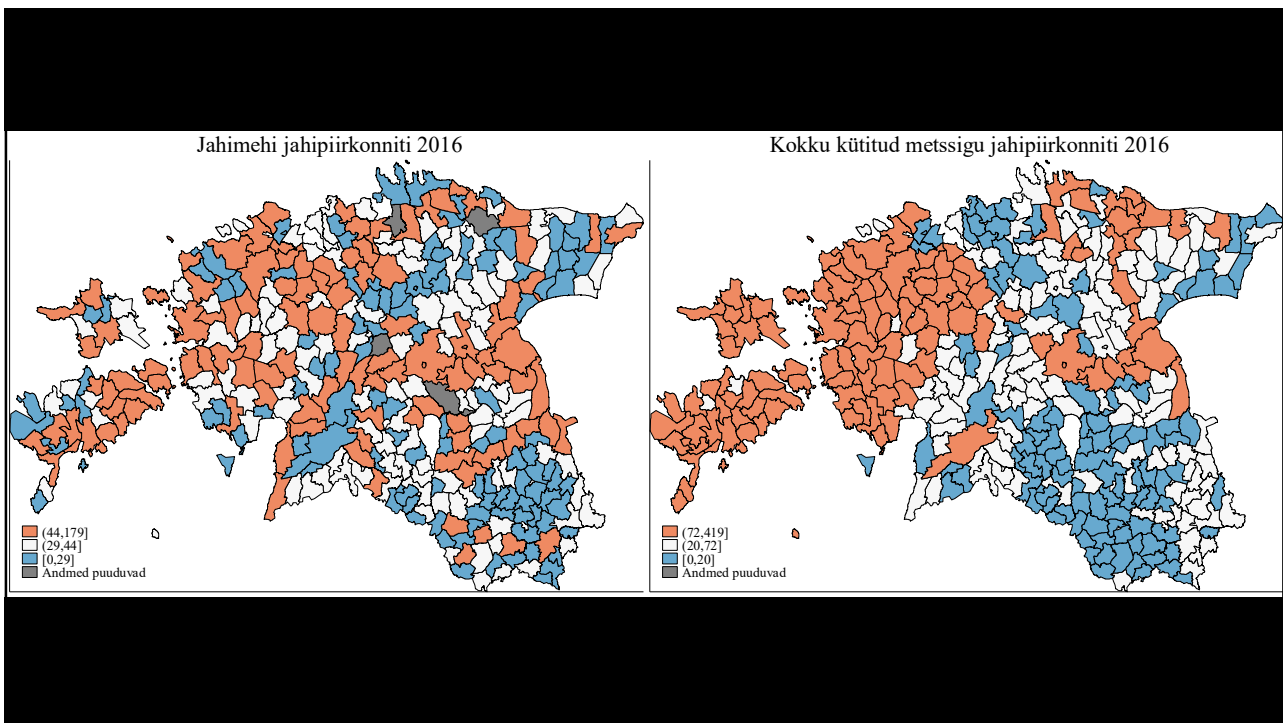 Jahimehi jahipiirkonniti 2016
(44,179]
(29,44]
[0,29]
Andmed puuduvad
Kokku kütitud metssigu jahipiirkonniti 2016
(72,419]
(20,72]
[0,20]
Andmed puuduvad